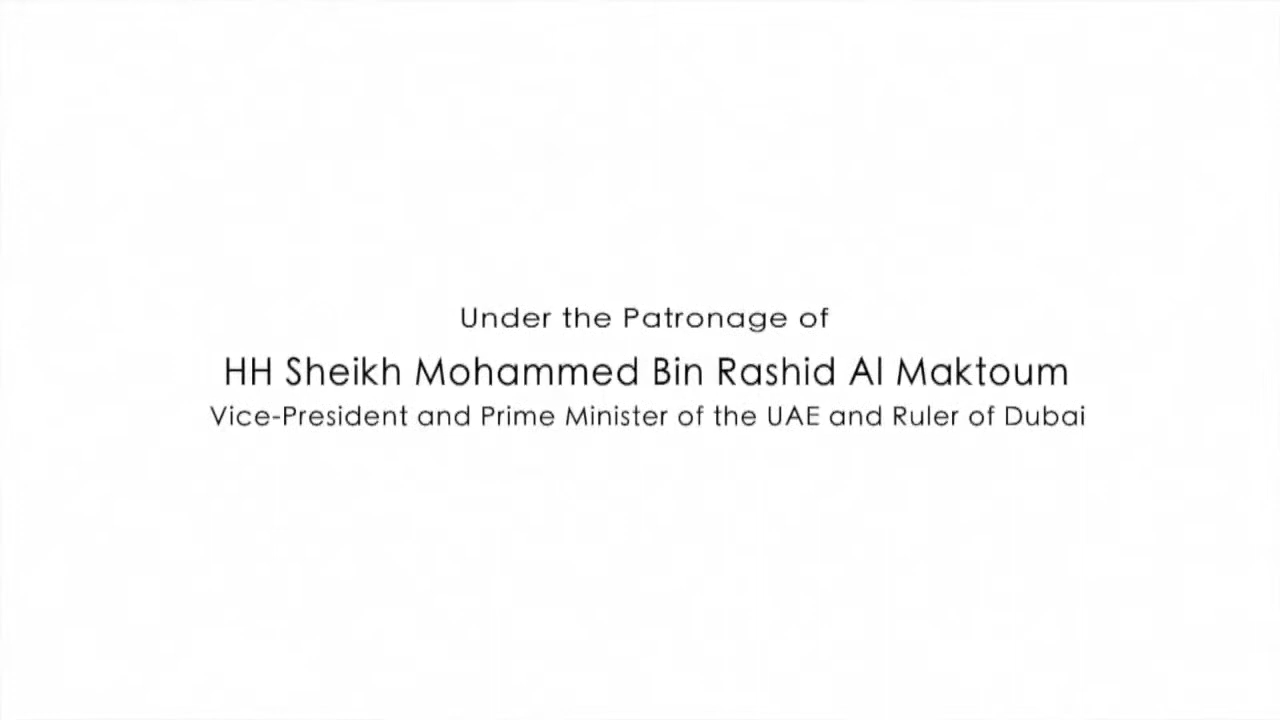 Under the Patronage of
HH Sheikh Mohammed Bin Rashid Al Maktoum
Vice-President and Prime Minister of the UAE and Ruler of Dubai